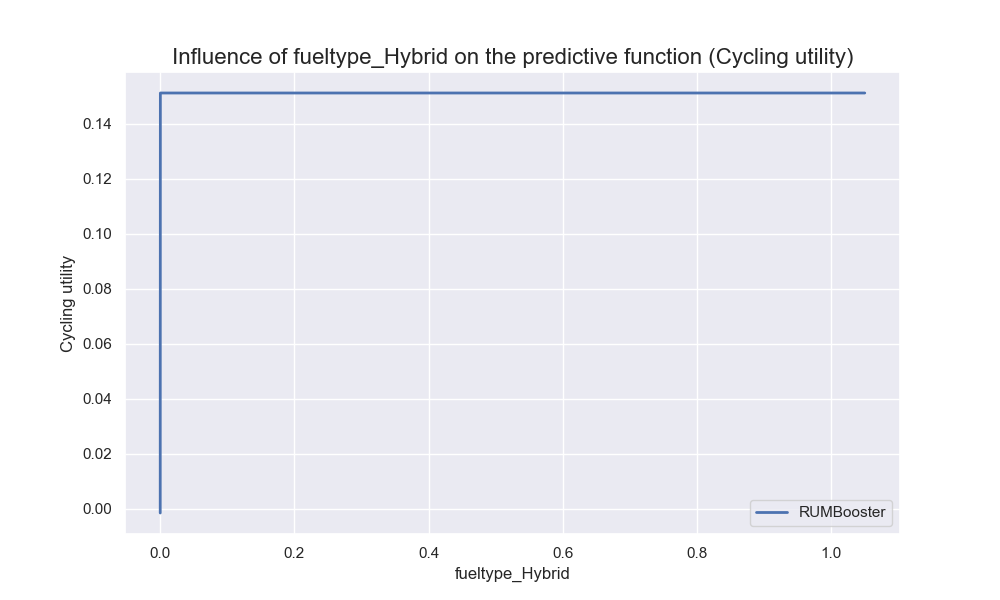 Influence of fueltype_Hybrid on the predictive function (Cycling utility)
0.14
0.12
0.10
0.08
0.06
0.04
0.02
0.00
Cycling utility
RUMBooster
0.0 0.2 0.4 0.6 0.8 1.0
fueltype_Hybrid